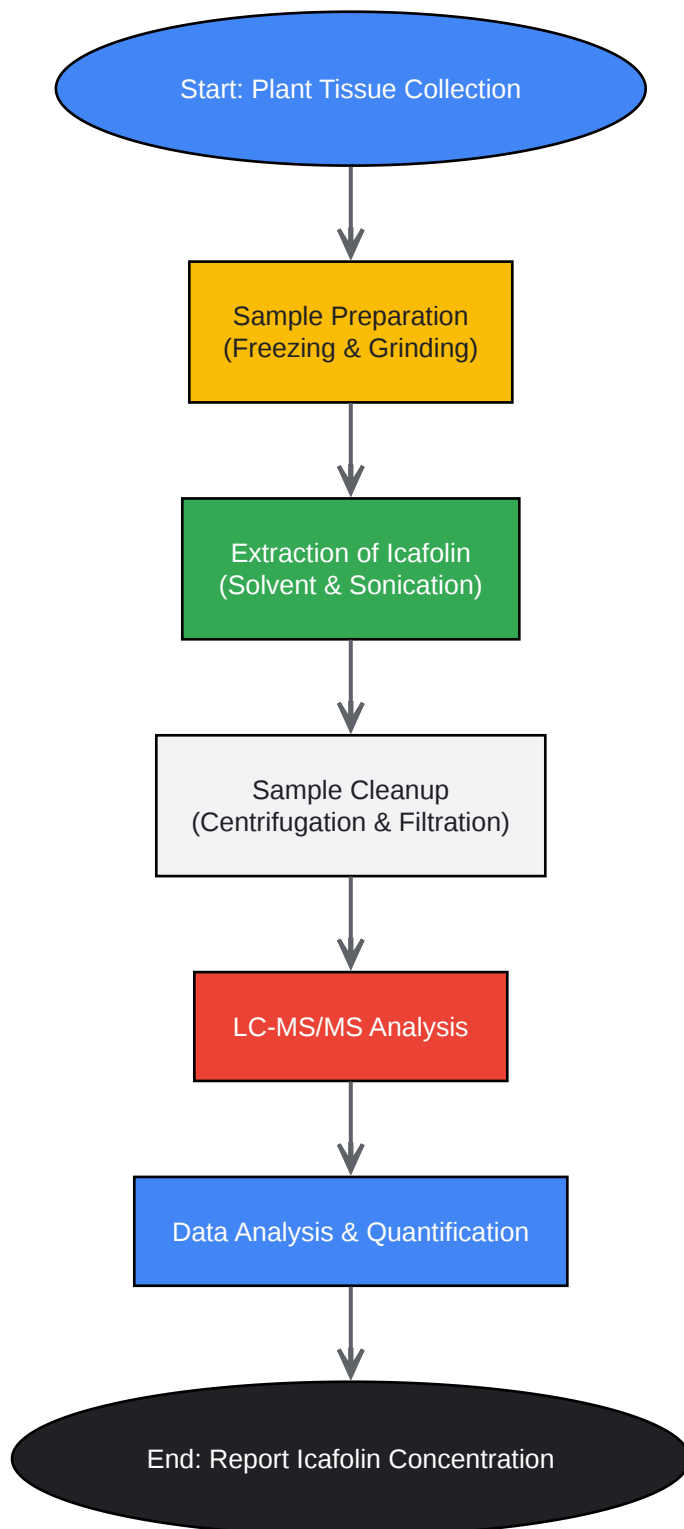 Start: Plant Tissue Collection
Sample Preparation
(Freezing & Grinding)
Extraction of Icafolin
(Solvent & Sonication)
Sample Cleanup
(Centrifugation & Filtration)
LC-MS/MS Analysis
Data Analysis & Quantification
End: Report Icafolin Concentration